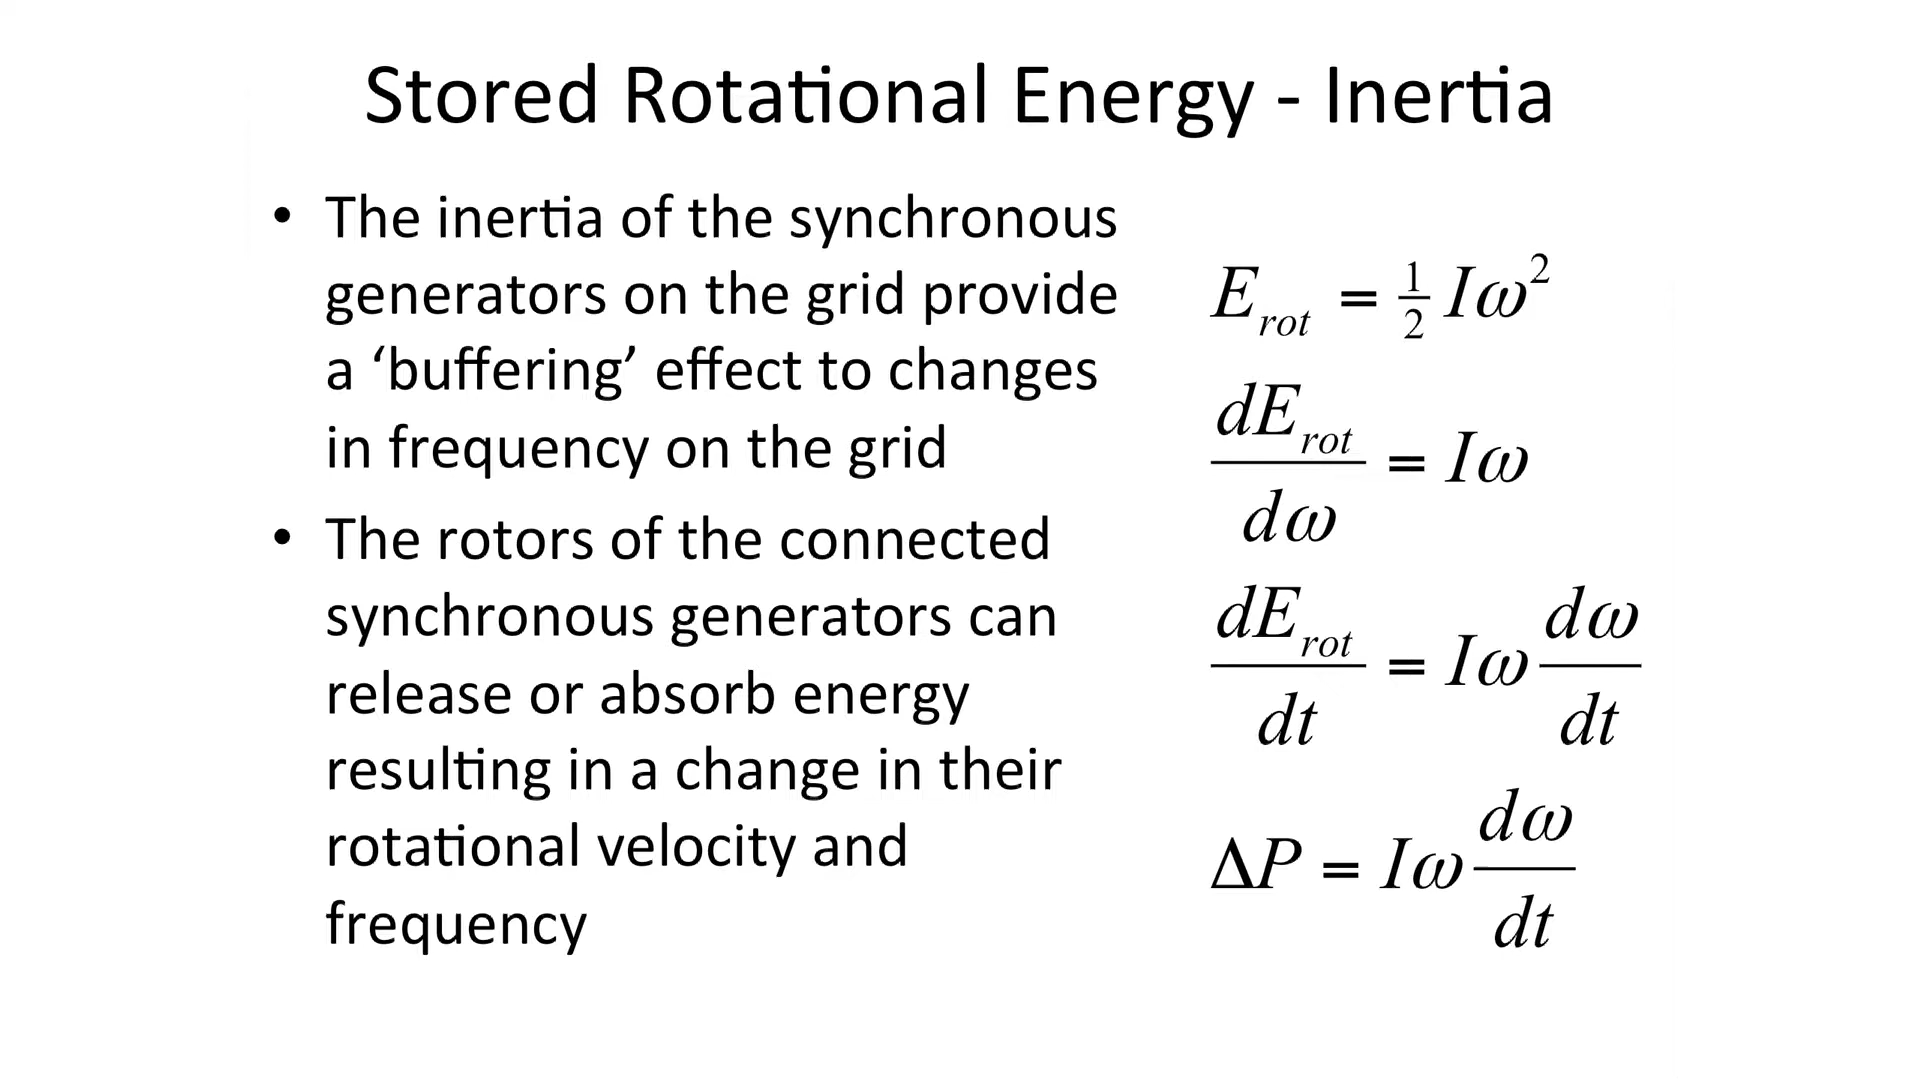 Stored Rotational Energy - Inertia
• The inertia of the synchronous
generators on the grid provide
a ‘buffering’ effect to changes
in frequency on the grid
• The rotors of the connected
synchronous generators can
release or absorb energy
resulting in a change in their
rotational velocity and
frequency
E_rot = ½ Iω²
dE_rot/dω = Iω
dE_rot/dt = Iω dω/dt
ΔP = Iω dω/dt